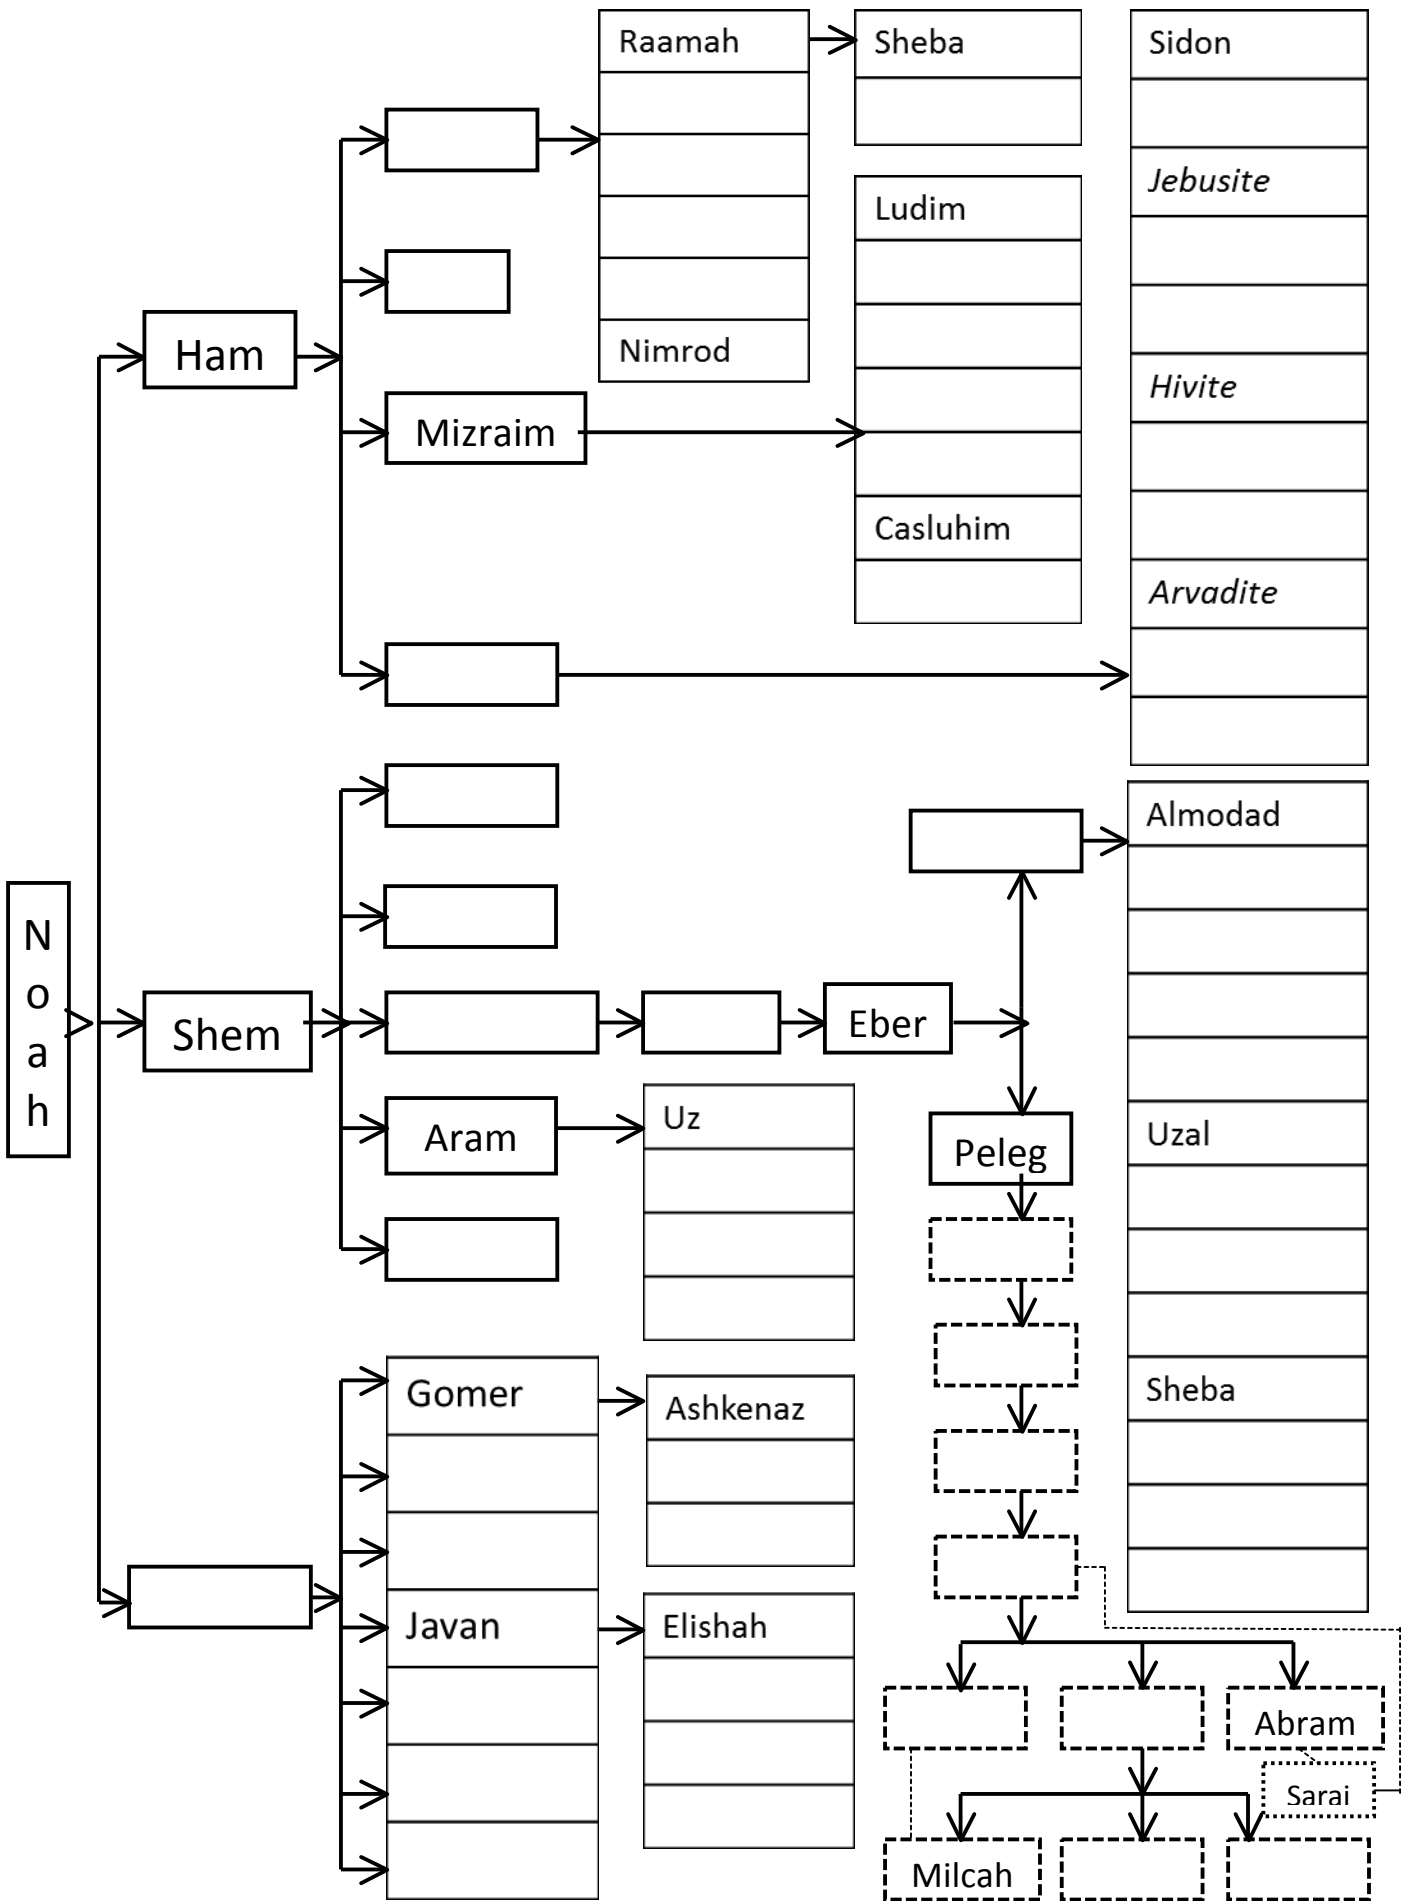 Raamah
Sheba
Sidon
Jebusite
Ludim
Nimrod
Ham
Hivite
Mizraim
Casluhim
Arvadite
Almodad
Noah
Shem
Eber
Uz
Aram
Uzal
Peleg
Gomer
Ashkenaz
Sheba
Javan
Elishah
Abram
Sarai
Milcah